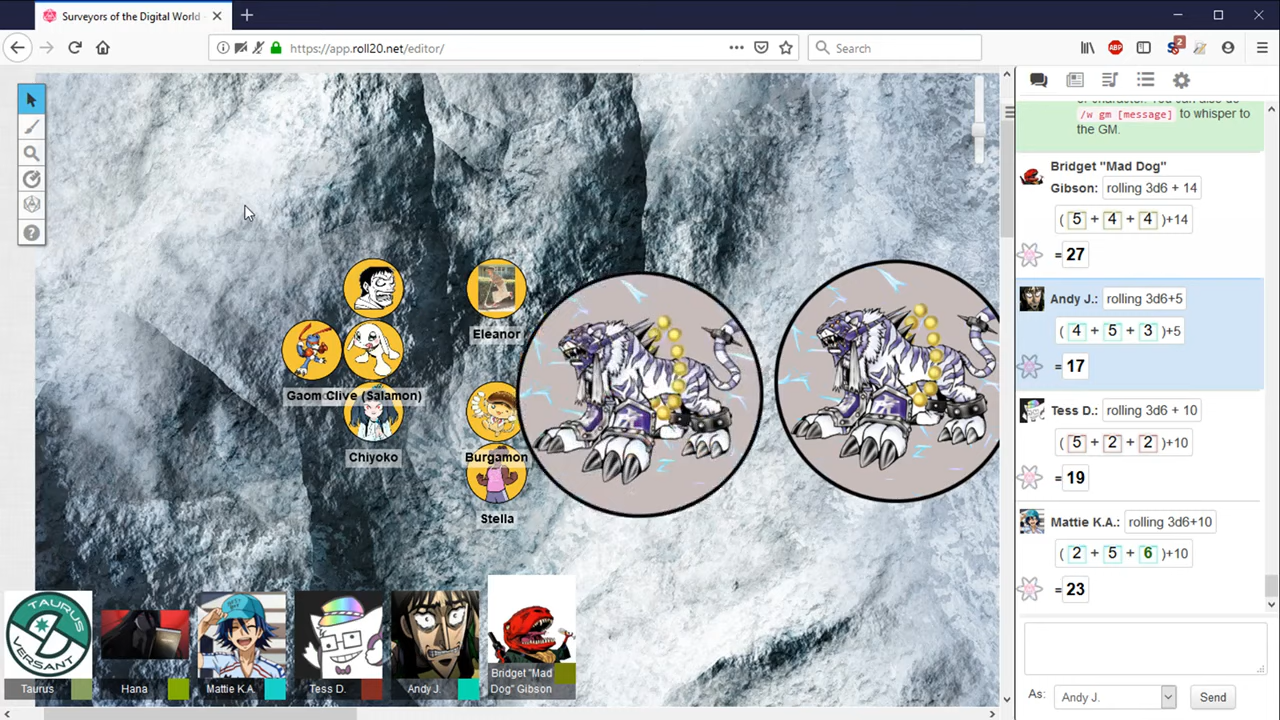 Surveyors of the Digital World
https://app.roll20.net/editor/
Search
2
ABP
Eleanor
Gaom Clive (Salamon)
Chiyoko
Burgamon
Stella
TAURUS
VERSANT
Taurus
Hana
Mattie K.A.
Tess D.
Andy J.
Bridget "Mad
Dog" Gibson
/w gm [message] to whisper to
the GM.
Bridget "Mad Dog"
Gibson: rolling 3d6 + 14
(5 + 4 + 4)+14
= 27
Andy J.: rolling 3d6+5
(4 + 5 + 3)+5
= 17
Tess D.: rolling 3d6 + 10
(5 + 2 + 2)+10
= 19
Mattie K.A.: rolling 3d6+10
(2 + 5 + 6)+10
= 23
As: Andy J. Send